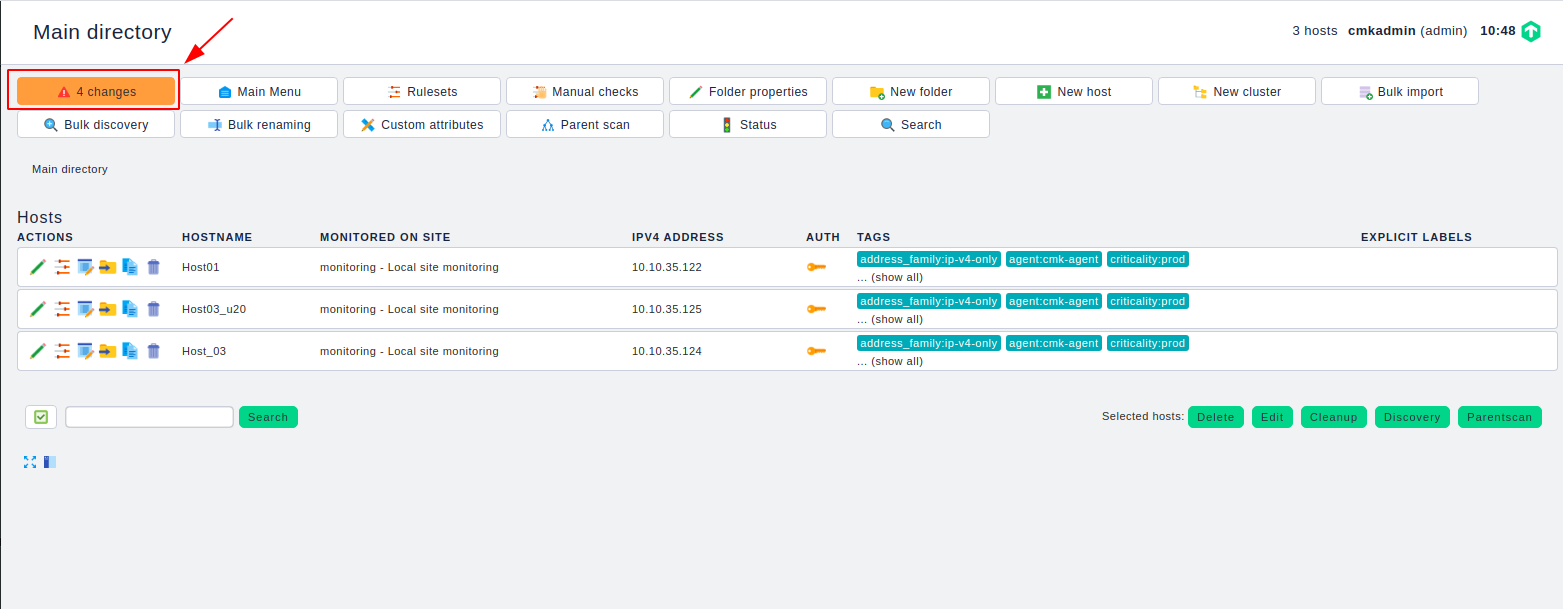 Main directory
3 hosts cmkadmin (admin) 10:48
4 changes Main Menu Rulesets Manual checks Folder properties New folder New host New cluster Bulk import
Bulk discovery Bulk renaming Custom attributes Parent scan Status Search
Main directory
Hosts
ACTIONS HOSTNAME MONITORED ON SITE IPV4 ADDRESS AUTH TAGS EXPLICIT LABELS
Host01 monitoring - Local site monitoring 10.10.35.122 address_family:ip-v4-only agent:cmk-agent criticality:prod
... (show all)
Host03_u20 monitoring - Local site monitoring 10.10.35.125 address_family:ip-v4-only agent:cmk-agent criticality:prod
... (show all)
Host_03 monitoring - Local site monitoring 10.10.35.124 address_family:ip-v4-only agent:cmk-agent criticality:prod
... (show all)
Search Selected hosts: Delete Edit Cleanup Discovery Parentscan